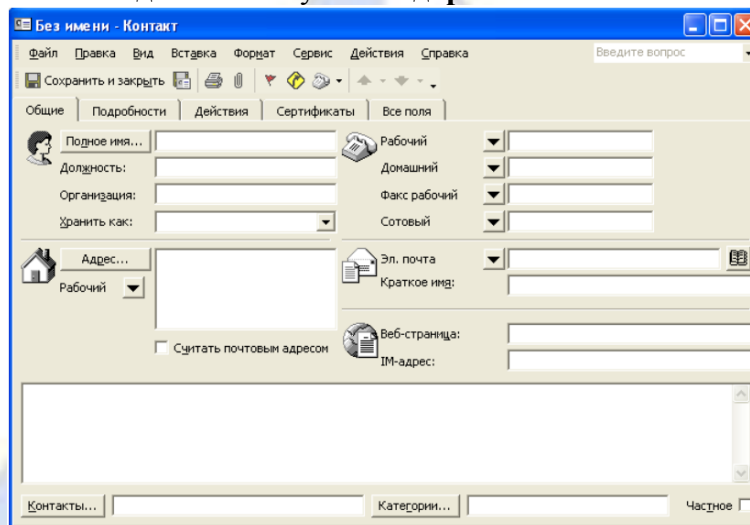 Без имени - Контакт
Файл Правка Вид Вставка Формат Сервис Действия Справка Введите вопрос
Сохранить и закрыть
Общие Подробности Действия Сертификаты Все поля
Полное имя... Рабочий
Должность: Домашний
Организация: Факс рабочий
Хранить как: Сотовый
Адрес... Эл. почта
Рабочий Краткое имя:
Веб-страница:
Считать почтовым адресом
IM-адрес:
Контакты... Категории... Частное